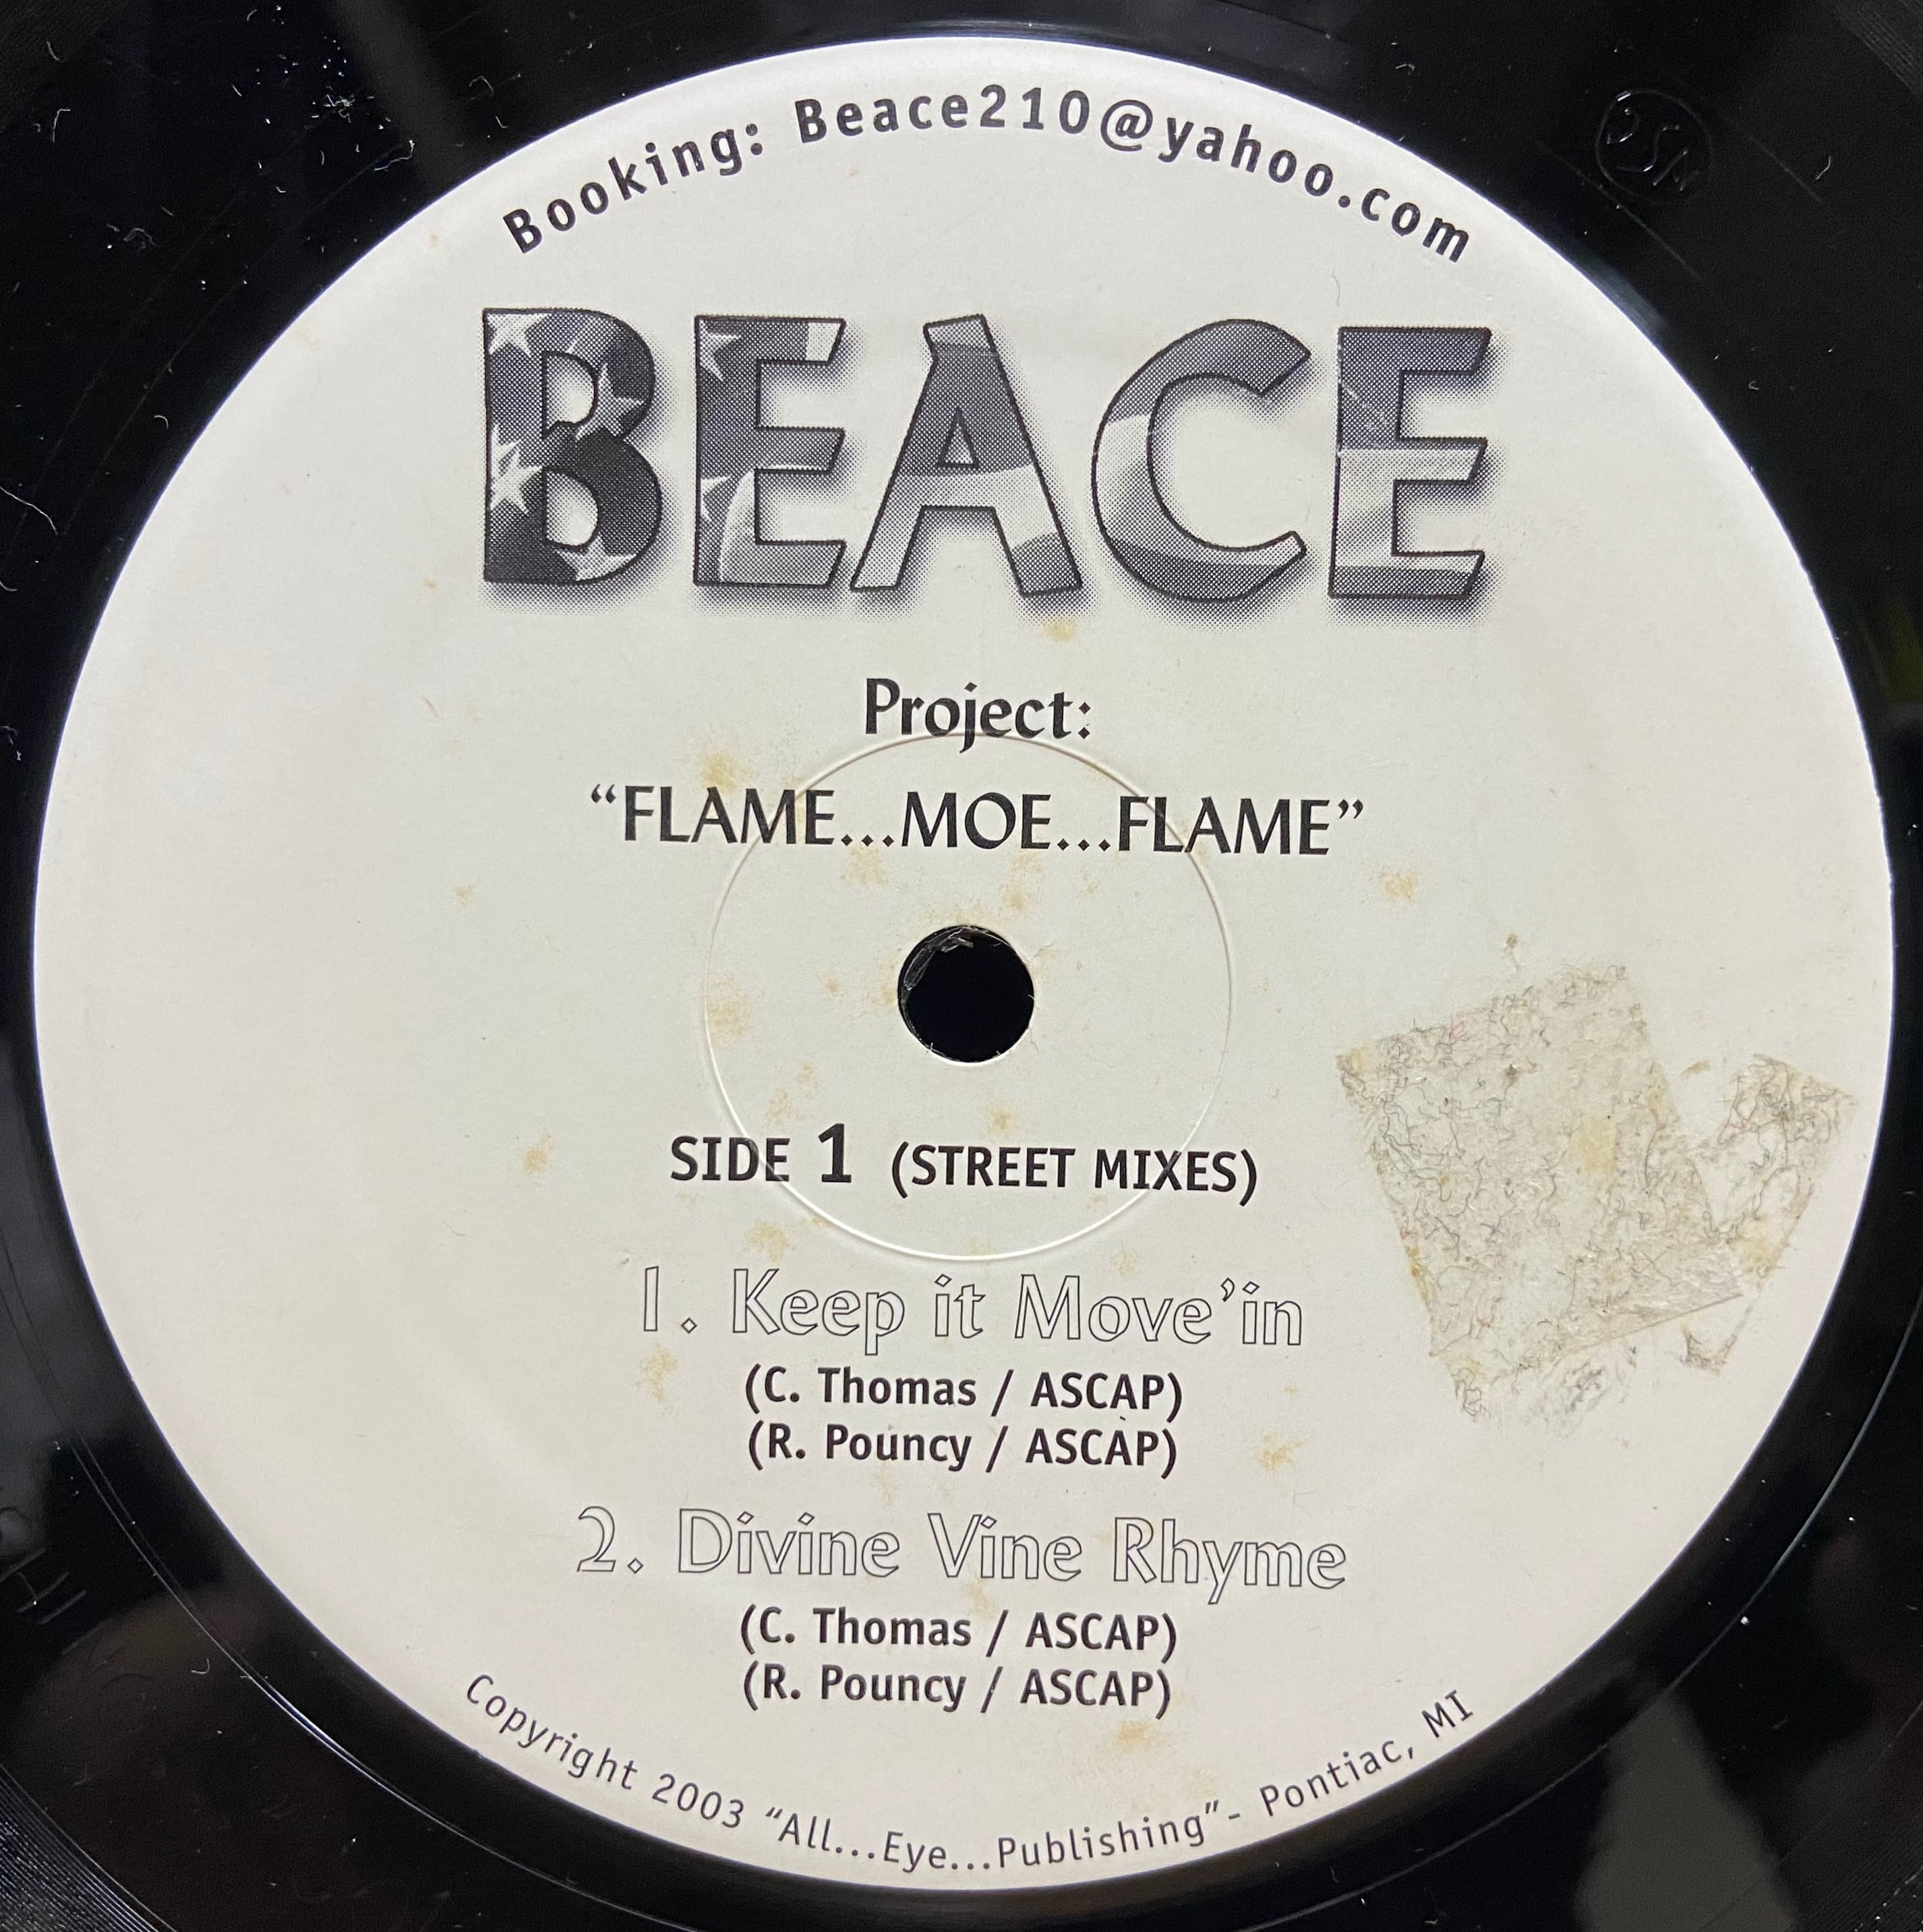 Booking: Beace210@yahoo.com
BEACE
Project:
“FLAME...MOE...FLAME”
SIDE 1 (STREET MIXES)
1. Keep it Move’in
(C. Thomas / ASCAP)
(R. Pouncy / ASCAP)
2. Divine Vine Rhyme
(C. Thomas / ASCAP)
(R. Pouncy / ASCAP)
Copyright 2003 “All...Eye...Publishing”- Pontiac, MI